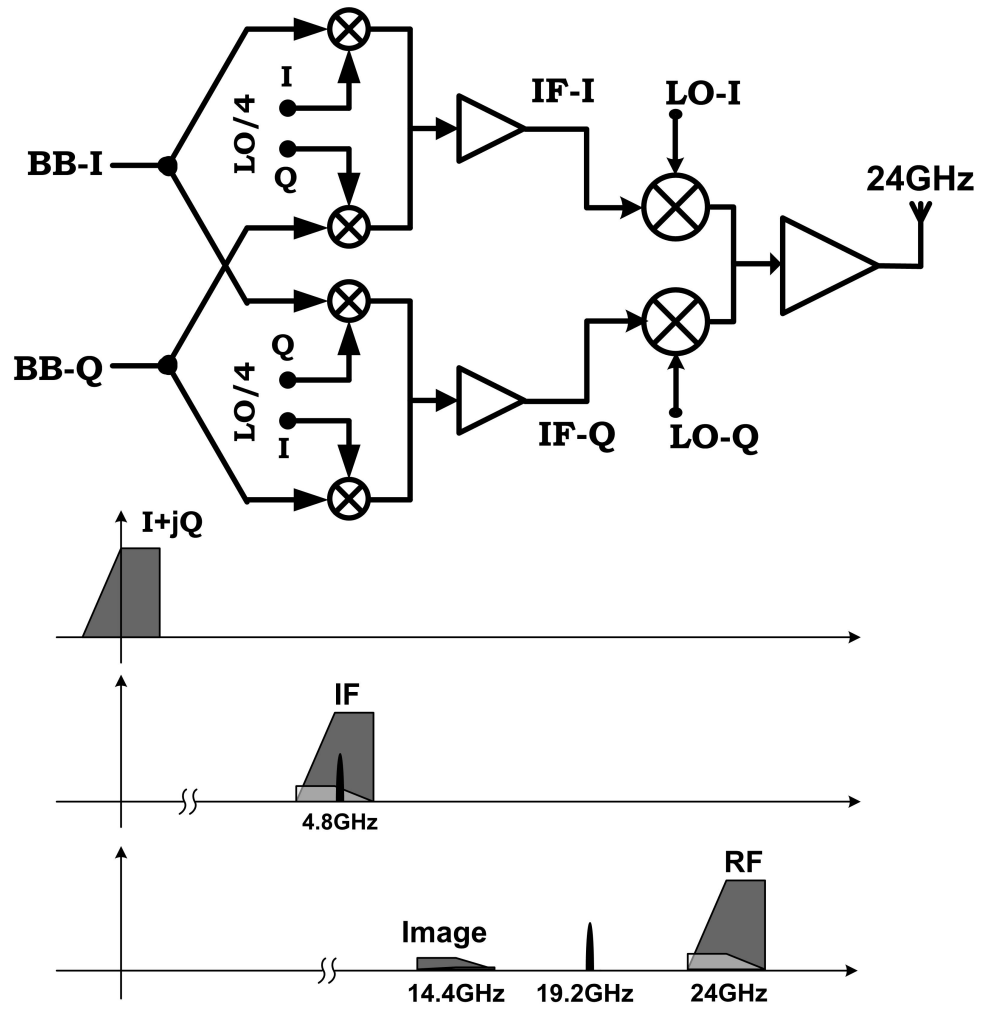 I
LO/4
Q
BB-I
IF-I
LO-I
24GHz
Q
LO/4
I
BB-Q
IF-Q
LO-Q
I+jQ
IF
4.8GHz
RF
Image
14.4GHz
19.2GHz
24GHz